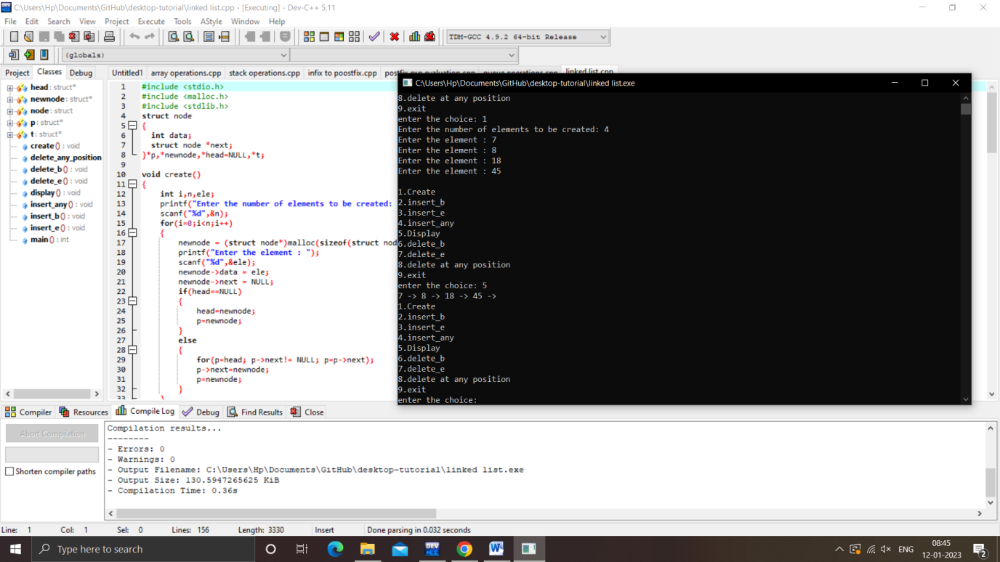 C:\Users\Hp\Documents\GitHub\desktop-tutorial\linked list.cpp - [Executing] - Dev-C++ 5.11
File Edit Search View Project Execute Tools AStyle Window Help
TDM-GCC 4.9.2 64-bit Release
(globals)
Project Classes Debug
Untitled1 array operations.cpp stack operations.cpp infix to poostfix.cpp postfix exp evaluation.cpp queue operations.cpp linked list.cpp
head : struct*
newnode : struct*
node : struct
p : struct*
t : struct*
create () : void
delete_any_position
delete_b () : void
delete_e () : void
display () : void
insert_any () : void
insert_b () : void
insert_e () : void
main () : int
1 #include <stdio.h>
2 #include <malloc.h>
3 #include <stdlib.h>
4 struct node
5 {
6 int data;
7 struct node *next;
8 }*p,*newnode,*head=NULL,*t;
9
10 void create()
11 {
12 int i,n,ele;
13 printf("Enter the number of elements to be created:
14 scanf("%d",&n);
15 for(i=0;i<n;i++)
16 {
17 newnode = (struct node*)malloc(sizeof(struct nod
18 printf("Enter the element : ");
19 scanf("%d",&ele);
20 newnode->data = ele;
21 newnode->next = NULL;
22 if(head==NULL)
23 {
24 head=newnode;
25 p=newnode;
26 }
27 else
28 {
29 for(p=head; p->next!= NULL; p=p->next);
30 p->next=newnode;
31 p=newnode;
32 }
33 }
C:\Users\Hp\Documents\GitHub\desktop-tutorial\linked list.exe
8.delete at any position
9.exit
enter the choice: 1
Enter the number of elements to be created: 4
Enter the element : 7
Enter the element : 8
Enter the element : 18
Enter the element : 45
1.Create
2.insert_b
3.insert_e
4.insert_any
5.Display
6.delete_b
7.delete_e
8.delete at any position
9.exit
enter the choice: 5
7 -> 8 -> 18 -> 45 ->
1.Create
2.insert_b
3.insert_e
4.insert_any
5.Display
6.delete_b
7.delete_e
8.delete at any position
9.exit
enter the choice:
Compiler Resources Compile Log Debug Find Results Close
Abort Compilation
Shorten compiler paths
Compilation results...
--------
- Errors: 0
- Warnings: 0
- Output Filename: C:\Users\Hp\Documents\GitHub\desktop-tutorial\linked list.exe
- Output Size: 130.5947265625 KiB
- Compilation Time: 0.36s
Line: 1 Col: 1 Sel: 0 Lines: 156 Length: 3330 Insert Done parsing in 0.032 seconds
Type here to search
DEV C++
W
ENG
08:45
12-01-2023
2